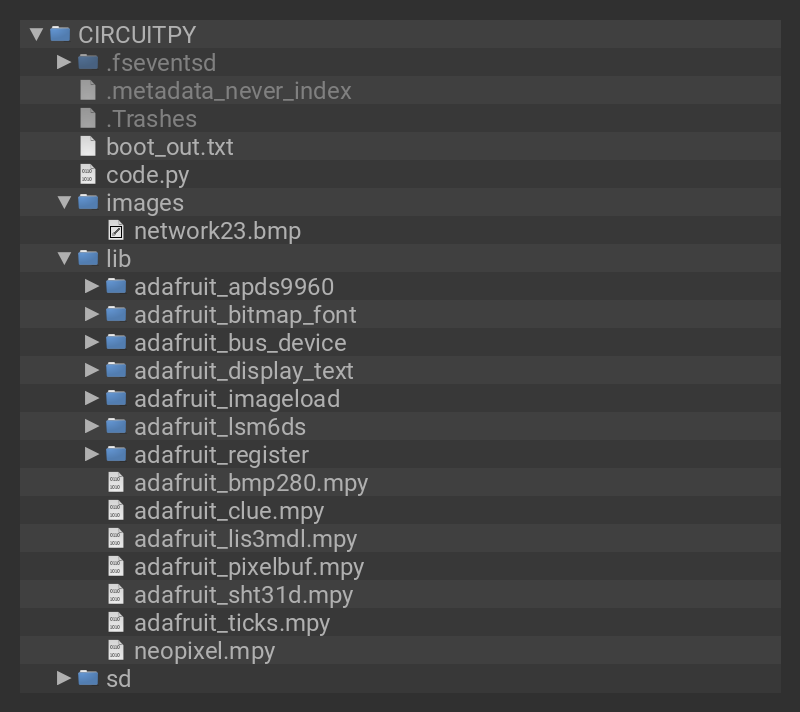 CIRCUITPY
.fseventsd
.metadata_never_index
.Trashes
boot_out.txt
code.py
images
network23.bmp
lib
adafruit_apds9960
adafruit_bitmap_font
adafruit_bus_device
adafruit_display_text
adafruit_imageload
adafruit_lsm6ds
adafruit_register
adafruit_bmp280.mpy
adafruit_clue.mpy
adafruit_lis3mdl.mpy
adafruit_pixelbuf.mpy
adafruit_sht31d.mpy
adafruit_ticks.mpy
neopixel.mpy
sd